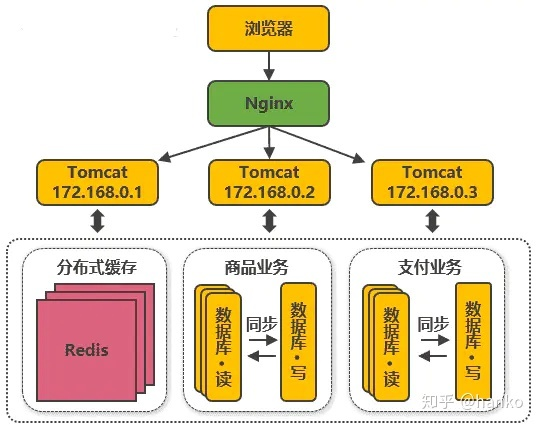 浏览器
Nginx
Tomcat
172.168.0.1
Tomcat
172.168.0.2
Tomcat
172.168.0.3
分布式缓存
Redis
商品业务
数据库·读
同步
数据库·写
支付业务
数据库·读
同步
数据库·写
知乎 @hanko